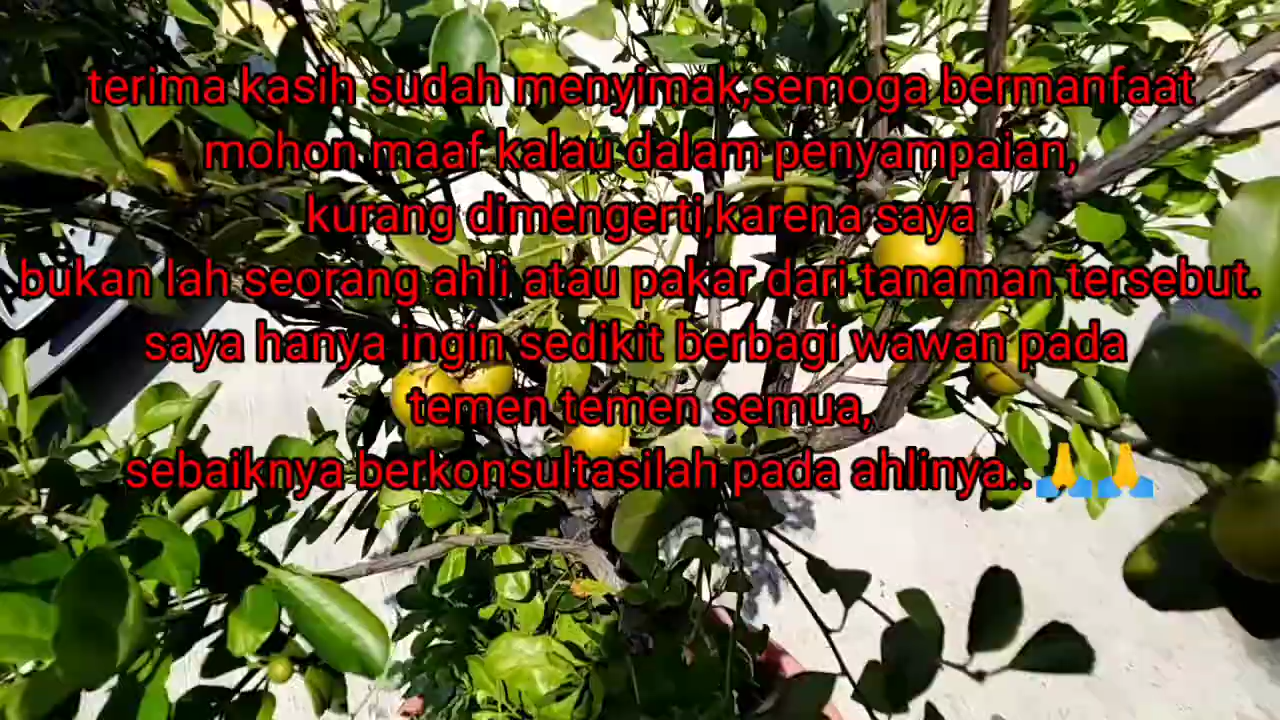 terima kasih sudah menyimak,semoga bermanfaat
mohon maaf kalau dalam penyampaian,
kurang dimengerti,karena saya
bukan lah seorang ahli atau pakar dari tanaman tersebut.
saya hanya ingin sedikit berbagi wawan pada
temen temen semua,
sebaiknya berkonsultasilah pada ahlinya..🙏🙏